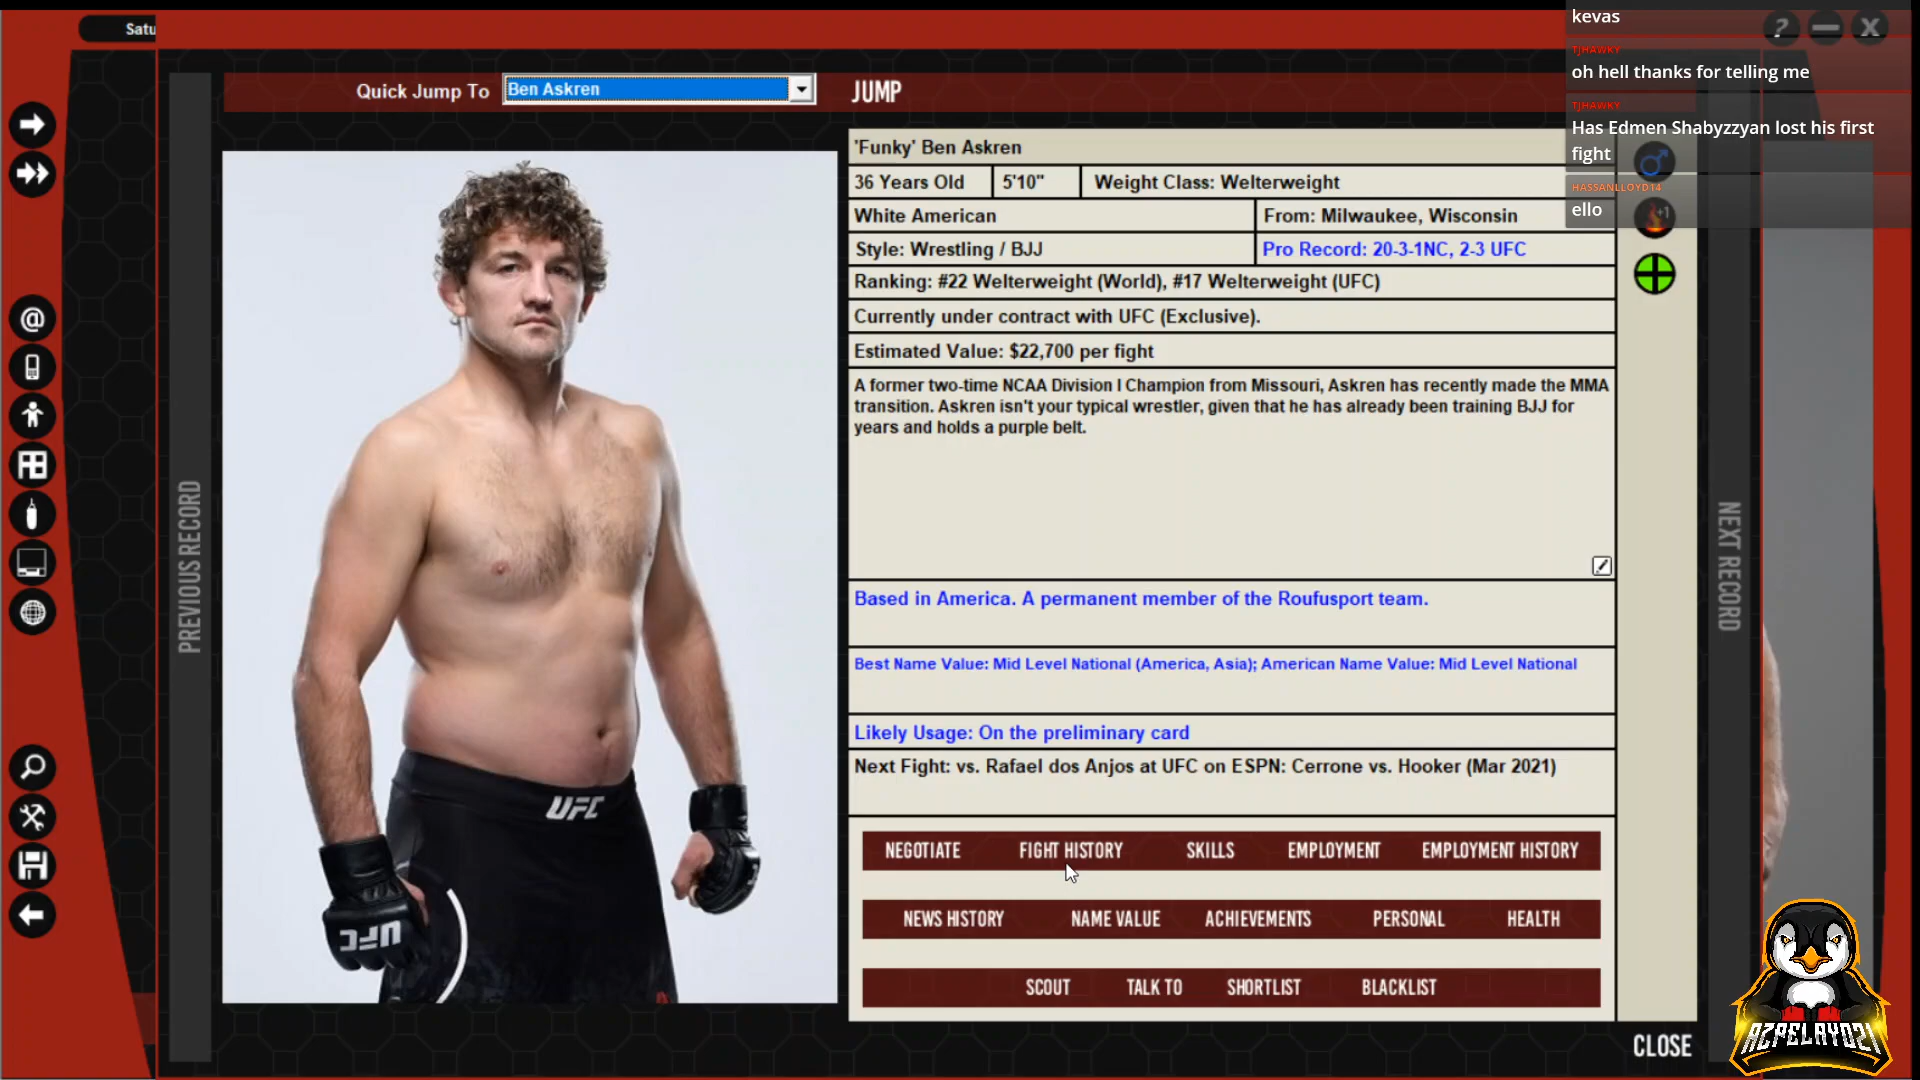 Satu
kevas
TJHAWKY
oh hell thanks for telling me
TJHAWKY
Has Edmen Shabyzzyan lost his first
fight
HASSANLLOYD14
ello
? — X
Quick Jump To Ben Askren JUMP
'Funky' Ben Askren
36 Years Old 5'10" Weight Class: Welterweight
White American From: Milwaukee, Wisconsin
Style: Wrestling / BJJ Pro Record: 20-3-1NC, 2-3 UFC
Ranking: #22 Welterweight (World), #17 Welterweight (UFC)
Currently under contract with UFC (Exclusive).
Estimated Value: $22,700 per fight
A former two-time NCAA Division I Champion from Missouri, Askren has recently made the MMA
transition. Askren isn't your typical wrestler, given that he has already been training BJJ for
years and holds a purple belt.
Based in America. A permanent member of the Roufusport team.
Best Name Value: Mid Level National (America, Asia); American Name Value: Mid Level National
Likely Usage: On the preliminary card
Next Fight: vs. Rafael dos Anjos at UFC on ESPN: Cerrone vs. Hooker (Mar 2021)
NEGOTIATE FIGHT HISTORY SKILLS EMPLOYMENT EMPLOYMENT HISTORY
NEWS HISTORY NAME VALUE ACHIEVEMENTS PERSONAL HEALTH
SCOUT TALK TO SHORTLIST BLACKLIST
CLOSE
PREVIOUS RECORD
NEXT RECORD
@
+1
UFC
UFC
AZPELAYO21